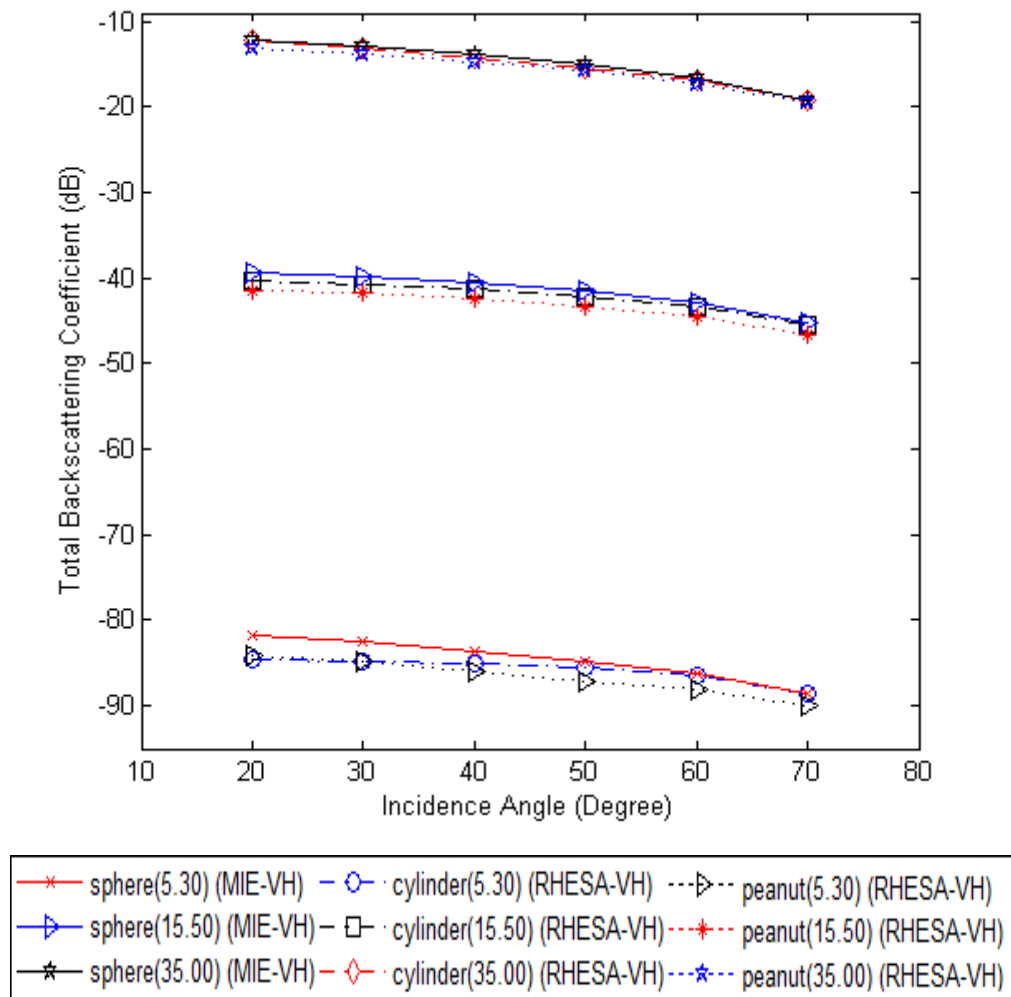 -10
-20
-30
-40
-50
-60
-70
-80
-90
Total Backscattering Coefficient (dB)
10 20 30 40 50 60 70 80
Incidence Angle (Degree)
sphere(5.30) (MIE-VH) cylinder(5.30) (RHESA-VH) peanut(5.30) (RHESA-VH)
sphere(15.50) (MIE-VH) cylinder(15.50) (RHESA-VH) peanut(15.50) (RHESA-VH)
sphere(35.00) (MIE-VH) cylinder(35.00) (RHESA-VH) peanut(35.00) (RHESA-VH)